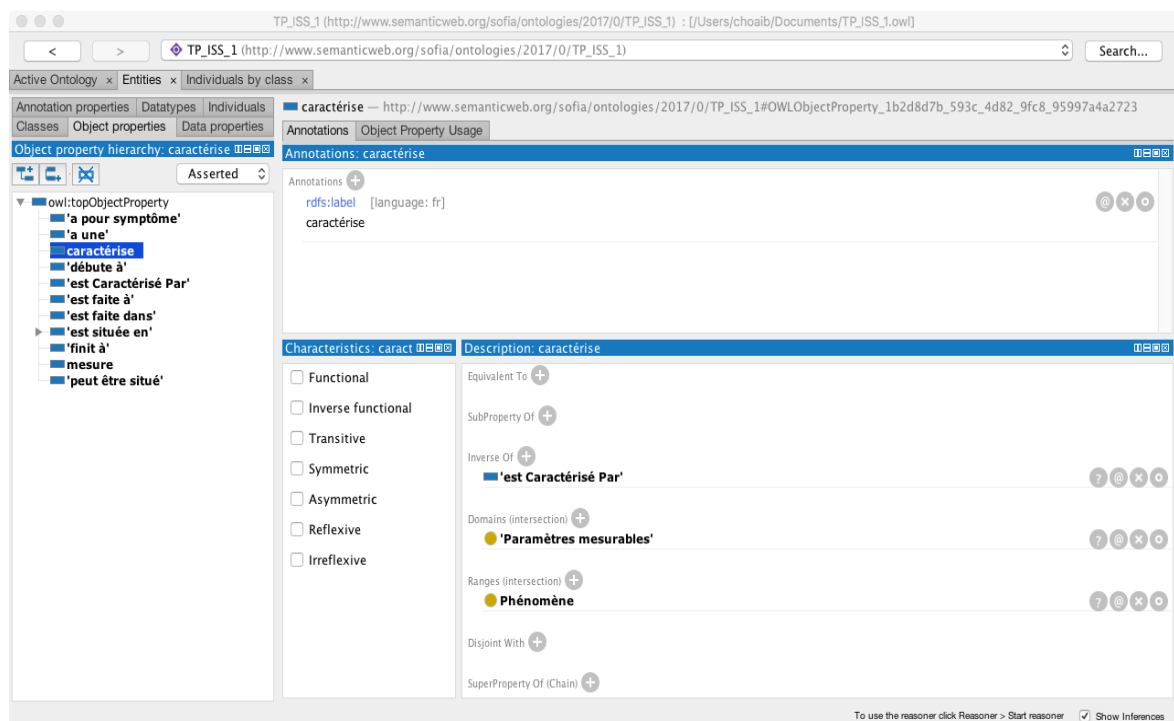 TP_ISS_1 (http://www.semanticweb.org/sofia/ontologies/2017/0/TP_ISS_1) : [/Users/choaib/Documents/TP_ISS_1.owl]
< > TP_ISS_1 (http://www.semanticweb.org/sofia/ontologies/2017/0/TP_ISS_1) Search...
Active Ontology × Entities × Individuals by class ×
Annotation properties Datatypes Individuals
Classes Object properties Data properties
Object property hierarchy: caractérise
Asserted
owl:topObjectProperty
'a pour symptôme'
'a une'
caractérise
'débute à'
'est Caractérisé Par'
'est faite à'
'est faite dans'
'est située en'
'finit à'
mesure
'peut être situé'
caractérise — http://www.semanticweb.org/sofia/ontologies/2017/0/TP_ISS_1#OWLObjectProperty_1b2d8d7b_593c_4d82_9fc8_95997a4a2723
Annotations Object Property Usage
Annotations: caractérise
Annotations +
rdfs:label [language: fr]
caractérise
Characteristics: caract
Functional
Inverse functional
Transitive
Symmetric
Asymmetric
Reflexive
Irreflexive
Description: caractérise
Equivalent To +
SubProperty Of +
Inverse Of +
'est Caractérisé Par'
Domains (intersection) +
'Paramètres mesurables'
Ranges (intersection) +
Phénomène
Disjoint With +
SuperProperty Of (Chain) +
To use the reasoner click Reasoner > Start reasoner Show Inferences